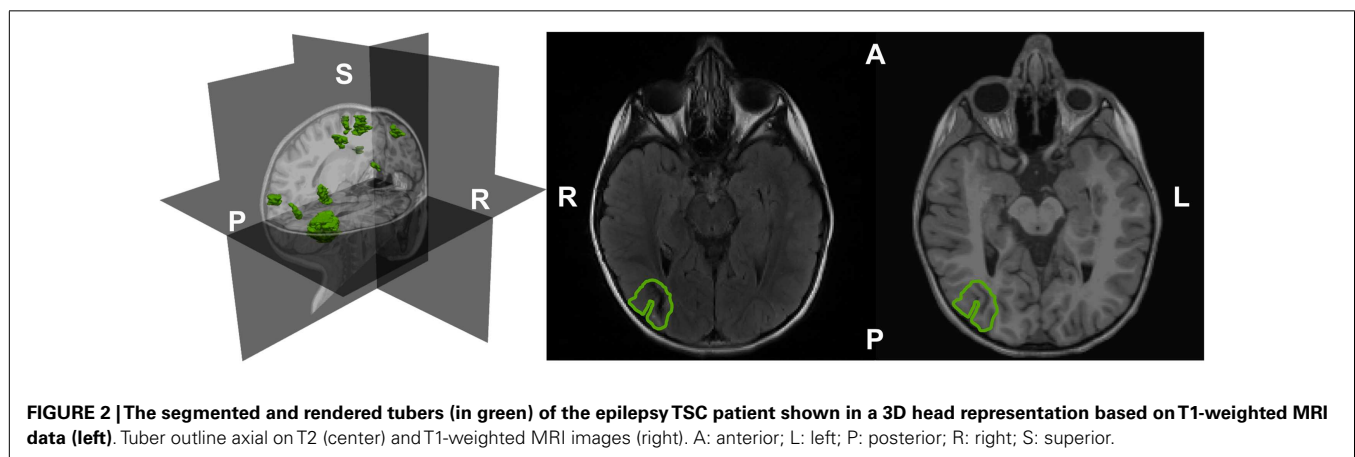 S
A
P
R
R
L
P
FIGURE 2 | The segmented and rendered tubers (in green) of the epilepsy TSC patient shown in a 3D head representation based on T1-weighted MRI
data (left). Tuber outline axial on T2 (center) and T1-weighted MRI images (right). A: anterior; L: left; P: posterior; R: right; S: superior.